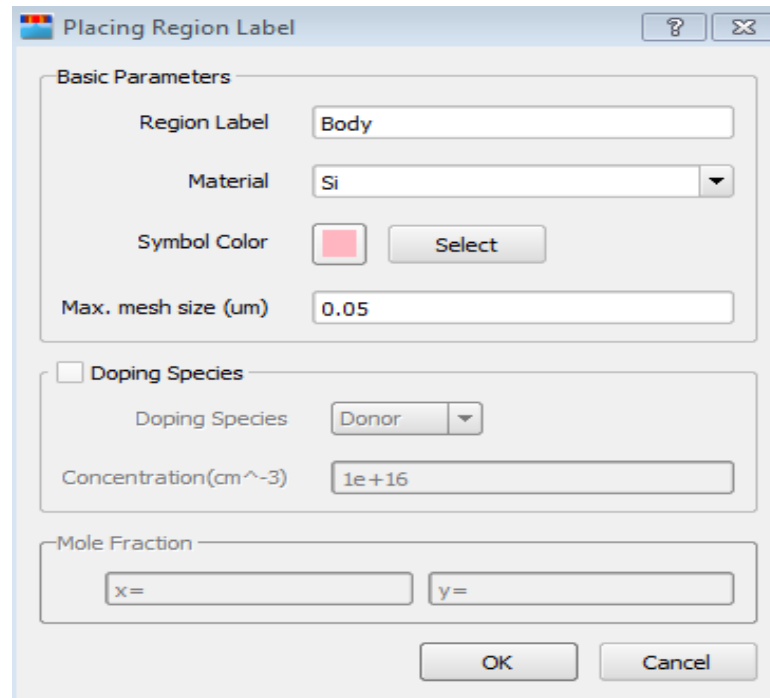 Placing Region Label
Basic Parameters
Region Label Body
Material Si
Symbol Color Select
Max. mesh size (um) 0.05
Doping Species
Doping Species Donor
Concentration(cm^-3) 1e+16
Mole Fraction
x= y=
OK Cancel